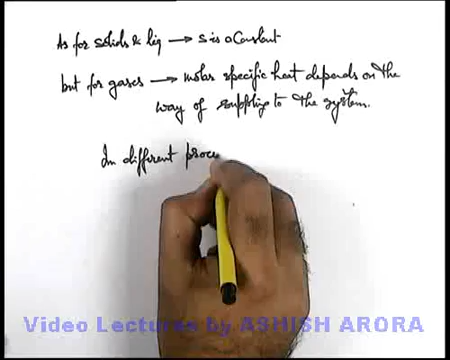 As for solids & liq → s is a Constant
but for gases → molar specific heat depends on the
way of supplying to the system.
In different proce
Video Lectures by ASHISH ARORA